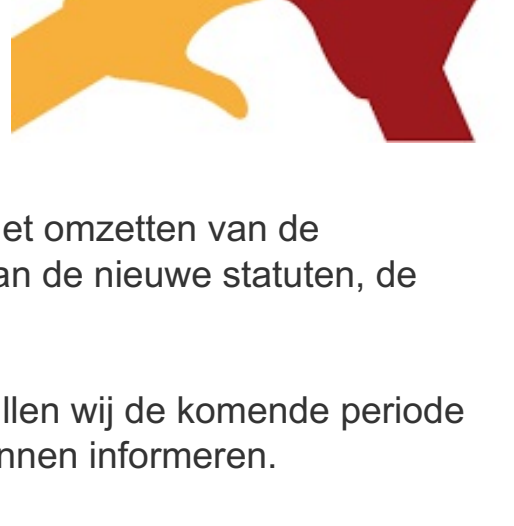 et omzetten van de
an de nieuwe statuten, de
llen wij de komende periode
nnen informeren.